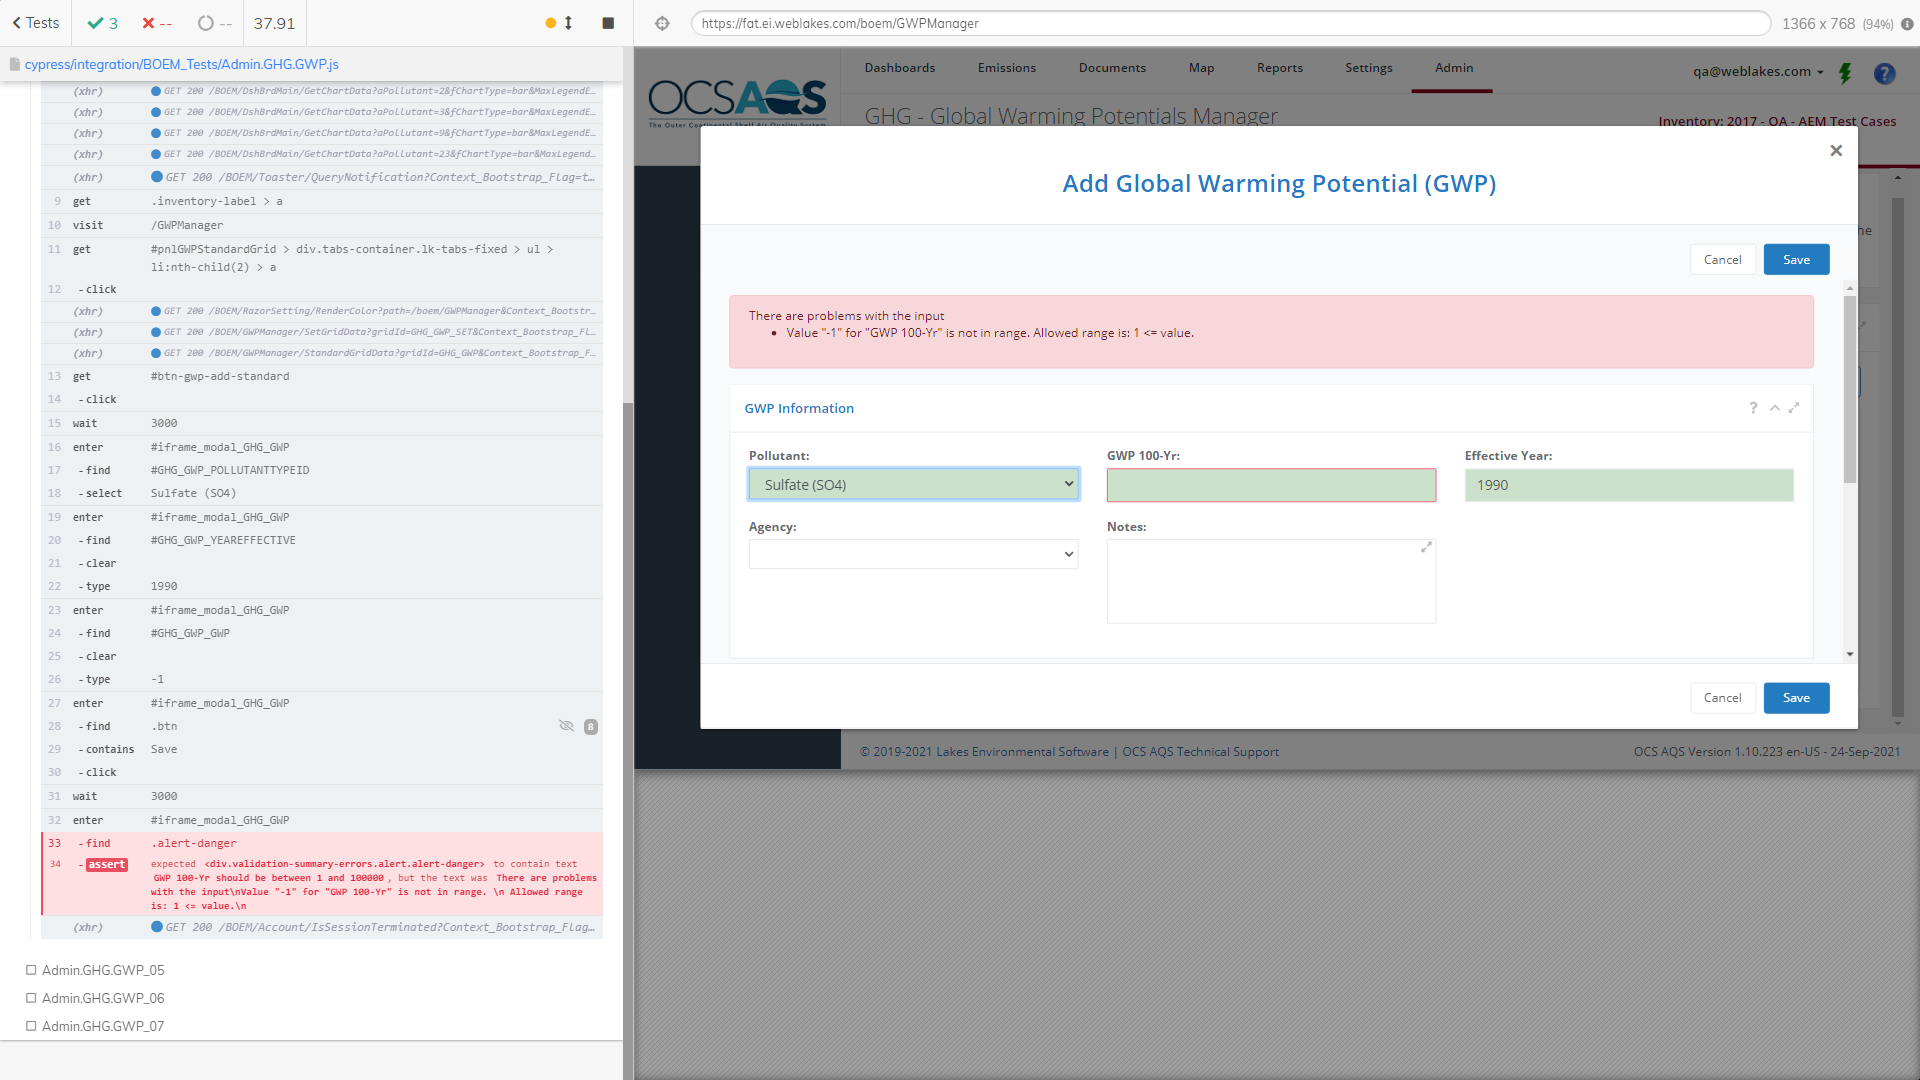 Tests
3
--
--
37.91
https://fat.ei.weblakes.com/boem/GWPManager
1366 x 768 (94%)
cypress/integration/BOEM_Tests/Admin.GHG.GWP.js
(xhr) GET 200 /BOEM/DshBrdMain/GetChartData?aPollutant=2&fChartType=bar&MaxLegendE...
(xhr) GET 200 /BOEM/DshBrdMain/GetChartData?aPollutant=3&fChartType=bar&MaxLegendE...
(xhr) GET 200 /BOEM/DshBrdMain/GetChartData?aPollutant=9&fChartType=bar&MaxLegendE...
(xhr) GET 200 /BOEM/DshBrdMain/GetChartData?aPollutant=23&fChartType=bar&MaxLegend...
(xhr) GET 200 /BOEM/Toaster/QueryNotification?Context_Bootstrap_Flag=t...
9 get .inventory-label > a
10 visit /GWPManager
11 get #pnlGWPStandardGrid > div.tabs-container.lk-tabs-fixed > ul >
li:nth-child(2) > a
12 -click
(xhr) GET 200 /BOEM/RazorSetting/RenderColor?path=/boem/GWPManager&Context_Bootstr...
(xhr) GET 200 /BOEM/GWPManager/SetGridData?gridId=GHG_GWP_SET&Context_Bootstrap_FL...
(xhr) GET 200 /BOEM/GWPManager/StandardGridData?gridId=GHG_GWP&Context_Bootstrap_F...
13 get #btn-gwp-add-standard
14 -click
15 wait 3000
16 enter #iframe_modal_GHG_GWP
17 -find #GHG_GWP_POLLUTANTTYPEID
18 -select Sulfate (SO4)
19 enter #iframe_modal_GHG_GWP
20 -find #GHG_GWP_YEAREFFECTIVE
21 -clear
22 -type 1990
23 enter #iframe_modal_GHG_GWP
24 -find #GHG_GWP_GWP
25 -clear
26 -type -1
27 enter #iframe_modal_GHG_GWP
28 -find .btn 8
29 -contains Save
30 -click
31 wait 3000
32 enter #iframe_modal_GHG_GWP
33 -find .alert-danger
34 -assert expected <div.validation-summary-errors.alert.alert-danger> to contain text
GWP 100-Yr should be between 1 and 100000, but the text was There are problems
with the input\nValue "-1" for "GWP 100-Yr" is not in range. \n Allowed range
is: 1 <= value.\n
(xhr) GET 200 /BOEM/Account/IsSessionTerminated?Context_Bootstrap_Flag...
Admin.GHG.GWP_05
Admin.GHG.GWP_06
Admin.GHG.GWP_07
OCSAQS
The Outer Continental Shelf Air Quality System
Dashboards Emissions Documents Map Reports Settings Admin
qa@weblakes.com
?
GHG - Global Warming Potentials Manager
Inventory: 2017 - OA - AEM Test Cases
he
×
Add Global Warming Potential (GWP)
Cancel Save
There are problems with the input
• Value "-1" for "GWP 100-Yr" is not in range. Allowed range is: 1 <= value.
GWP Information
?
Pollutant: GWP 100-Yr: Effective Year:
Sulfate (SO4) 1990
Agency: Notes:
Cancel Save
© 2019-2021 Lakes Environmental Software | OCS AQS Technical Support
OCS AQS Version 1.10.223 en-US - 24-Sep-2021